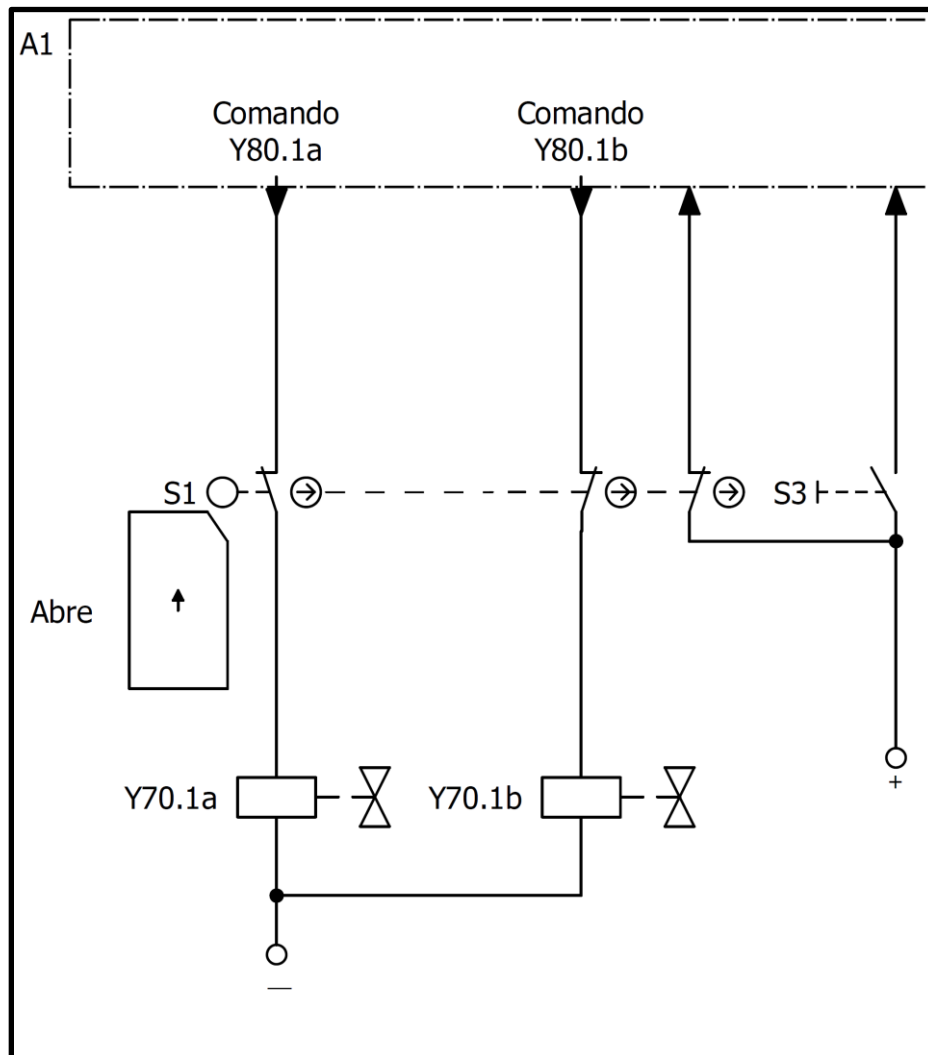 A1
Comando
Y80.1a
Comando
Y80.1b
S1
S3
Abre
Y70.1a
Y70.1b
+
—